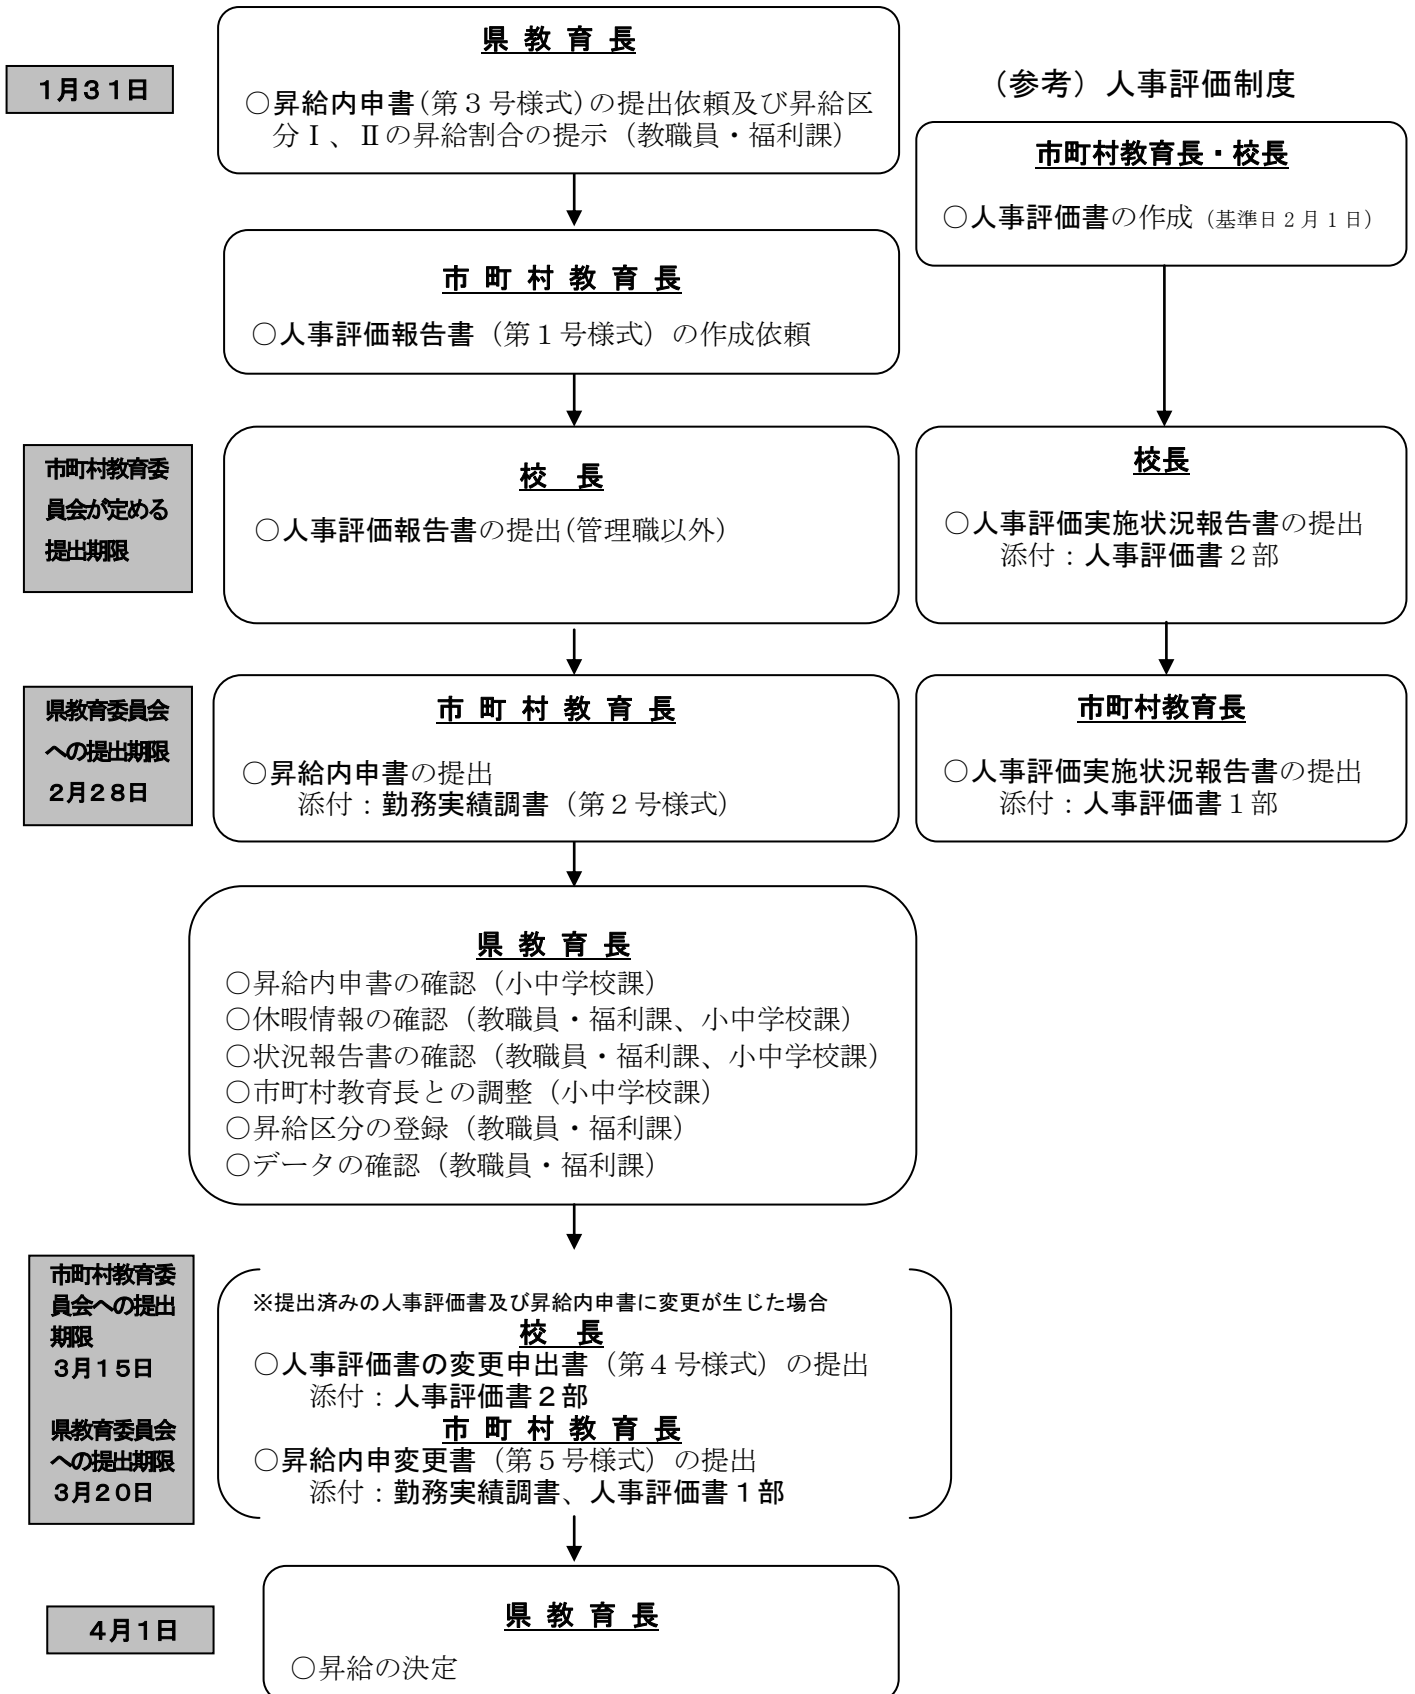 県 教 育 長
1月31日
○昇給内申書(第３号様式)の提出依頼及び昇給区
分Ⅰ、Ⅱの昇給割合の提示（教職員・福利課）
（参考）人事評価制度
市町村教育長・校長
○人事評価書の作成（基準日２月１日）
市 町 村 教 育 長
○人事評価報告書（第１号様式）の作成依頼
市町村教育委
員会が定める
提出期限
校　長
○人事評価報告書の提出(管理職以外)
校長
○人事評価実施状況報告書の提出
添付：人事評価書２部
県教育委員会
への提出期限
２月２８日
市 町 村 教 育 長
○昇給内申書の提出
添付：勤務実績調書（第２号様式）
市町村教育長
○人事評価実施状況報告書の提出
添付：人事評価書１部
県 教 育 長
○昇給内申書の確認（小中学校課）
○休暇情報の確認（教職員・福利課、小中学校課）
○状況報告書の確認（教職員・福利課、小中学校課）
○市町村教育長との調整（小中学校課）
○昇給区分の登録（教職員・福利課）
○データの確認（教職員・福利課）
市町村教育委
員会への提出
期限
３月１５日
県教育委員会
への提出期限
３月２０日
※提出済みの人事評価書及び昇給内申書に変更が生じた場合
校　長
○人事評価書の変更申出書（第４号様式）の提出
添付：人事評価書２部
市 町 村 教 育 長
○昇給内申変更書（第５号様式）の提出
添付：勤務実績調書、人事評価書１部
４月１日
県 教 育 長
○昇給の決定